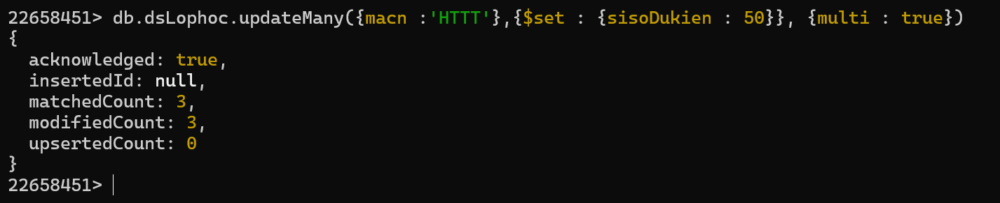 22658451> db.dsLophoc.updateMany({macn :'HTTT'},{$set : {sisoDukien : 50}}, {multi : true})
{
  acknowledged: true,
  insertedId: null,
  matchedCount: 3,
  modifiedCount: 3,
  upsertedCount: 0
}
22658451>